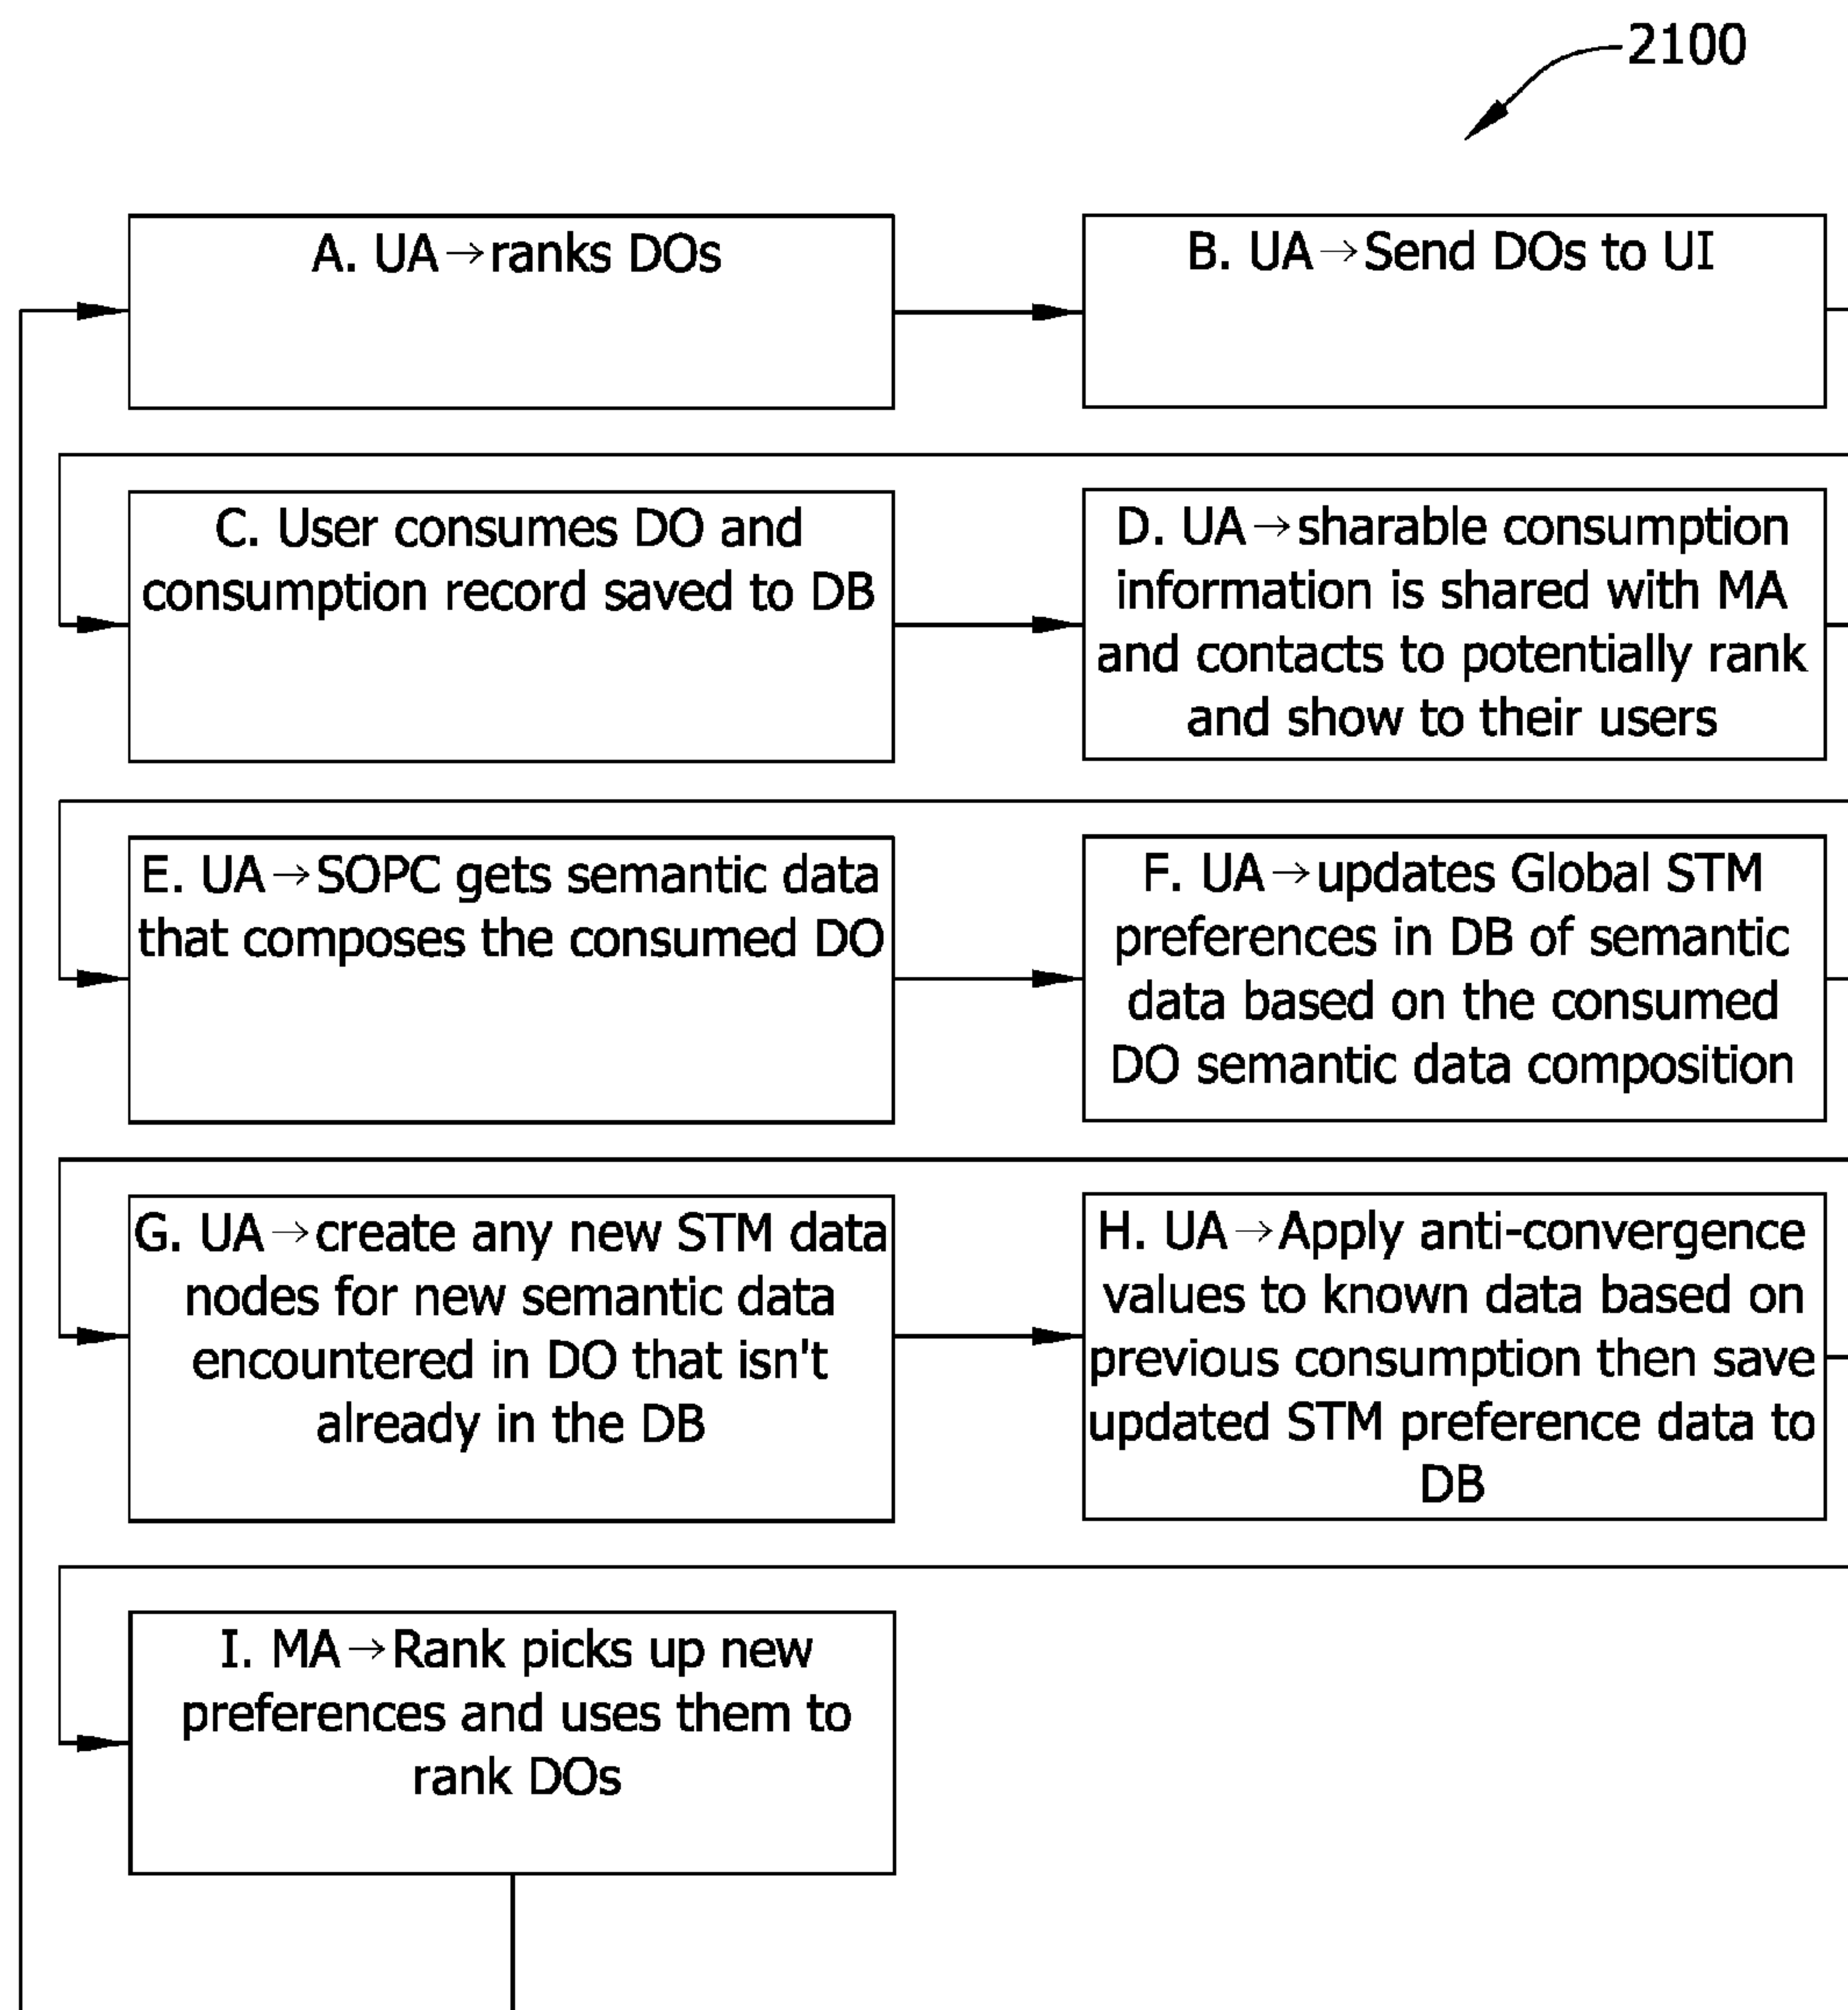 2100
A. UA→ranks DOs
B. UA→Send DOs to UI
C. User consumes DO and
consumption record saved to DB
D. UA→sharable consumption
information is shared with MA
and contacts to potentially rank
and show to their users
E. UA→SOPC gets semantic data
that composes the consumed DO
F. UA→updates Global STM
preferences in DB of semantic
data based on the consumed
DO semantic data composition
G. UA→create any new STM data
nodes for new semantic data
encountered in DO that isn't
already in the DB
H. UA→Apply anti-convergence
values to known data based on
previous consumption then save
updated STM preference data to
DB
I. MA→Rank picks up new
preferences and uses them to
rank DOs